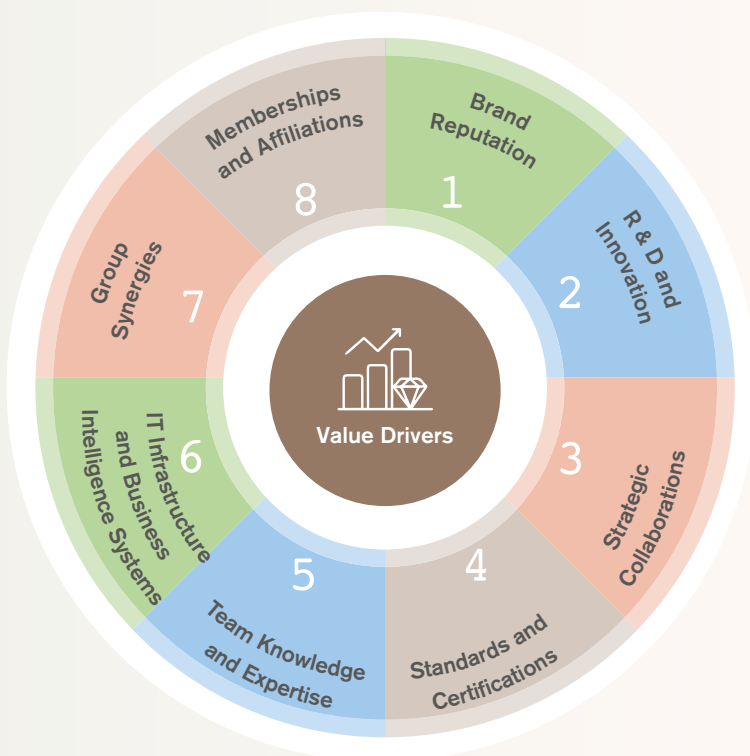 Brand
Reputation
1
R & D and
Innovation
2
Strategic
Collaborations
3
Standards and
Certifications
4
Team Knowledge
and Expertise
5
IT Infrastructure
and Business
Intelligence Systems
6
Group
Synergies
7
Memberships
and Affiliations
8
Value Drivers